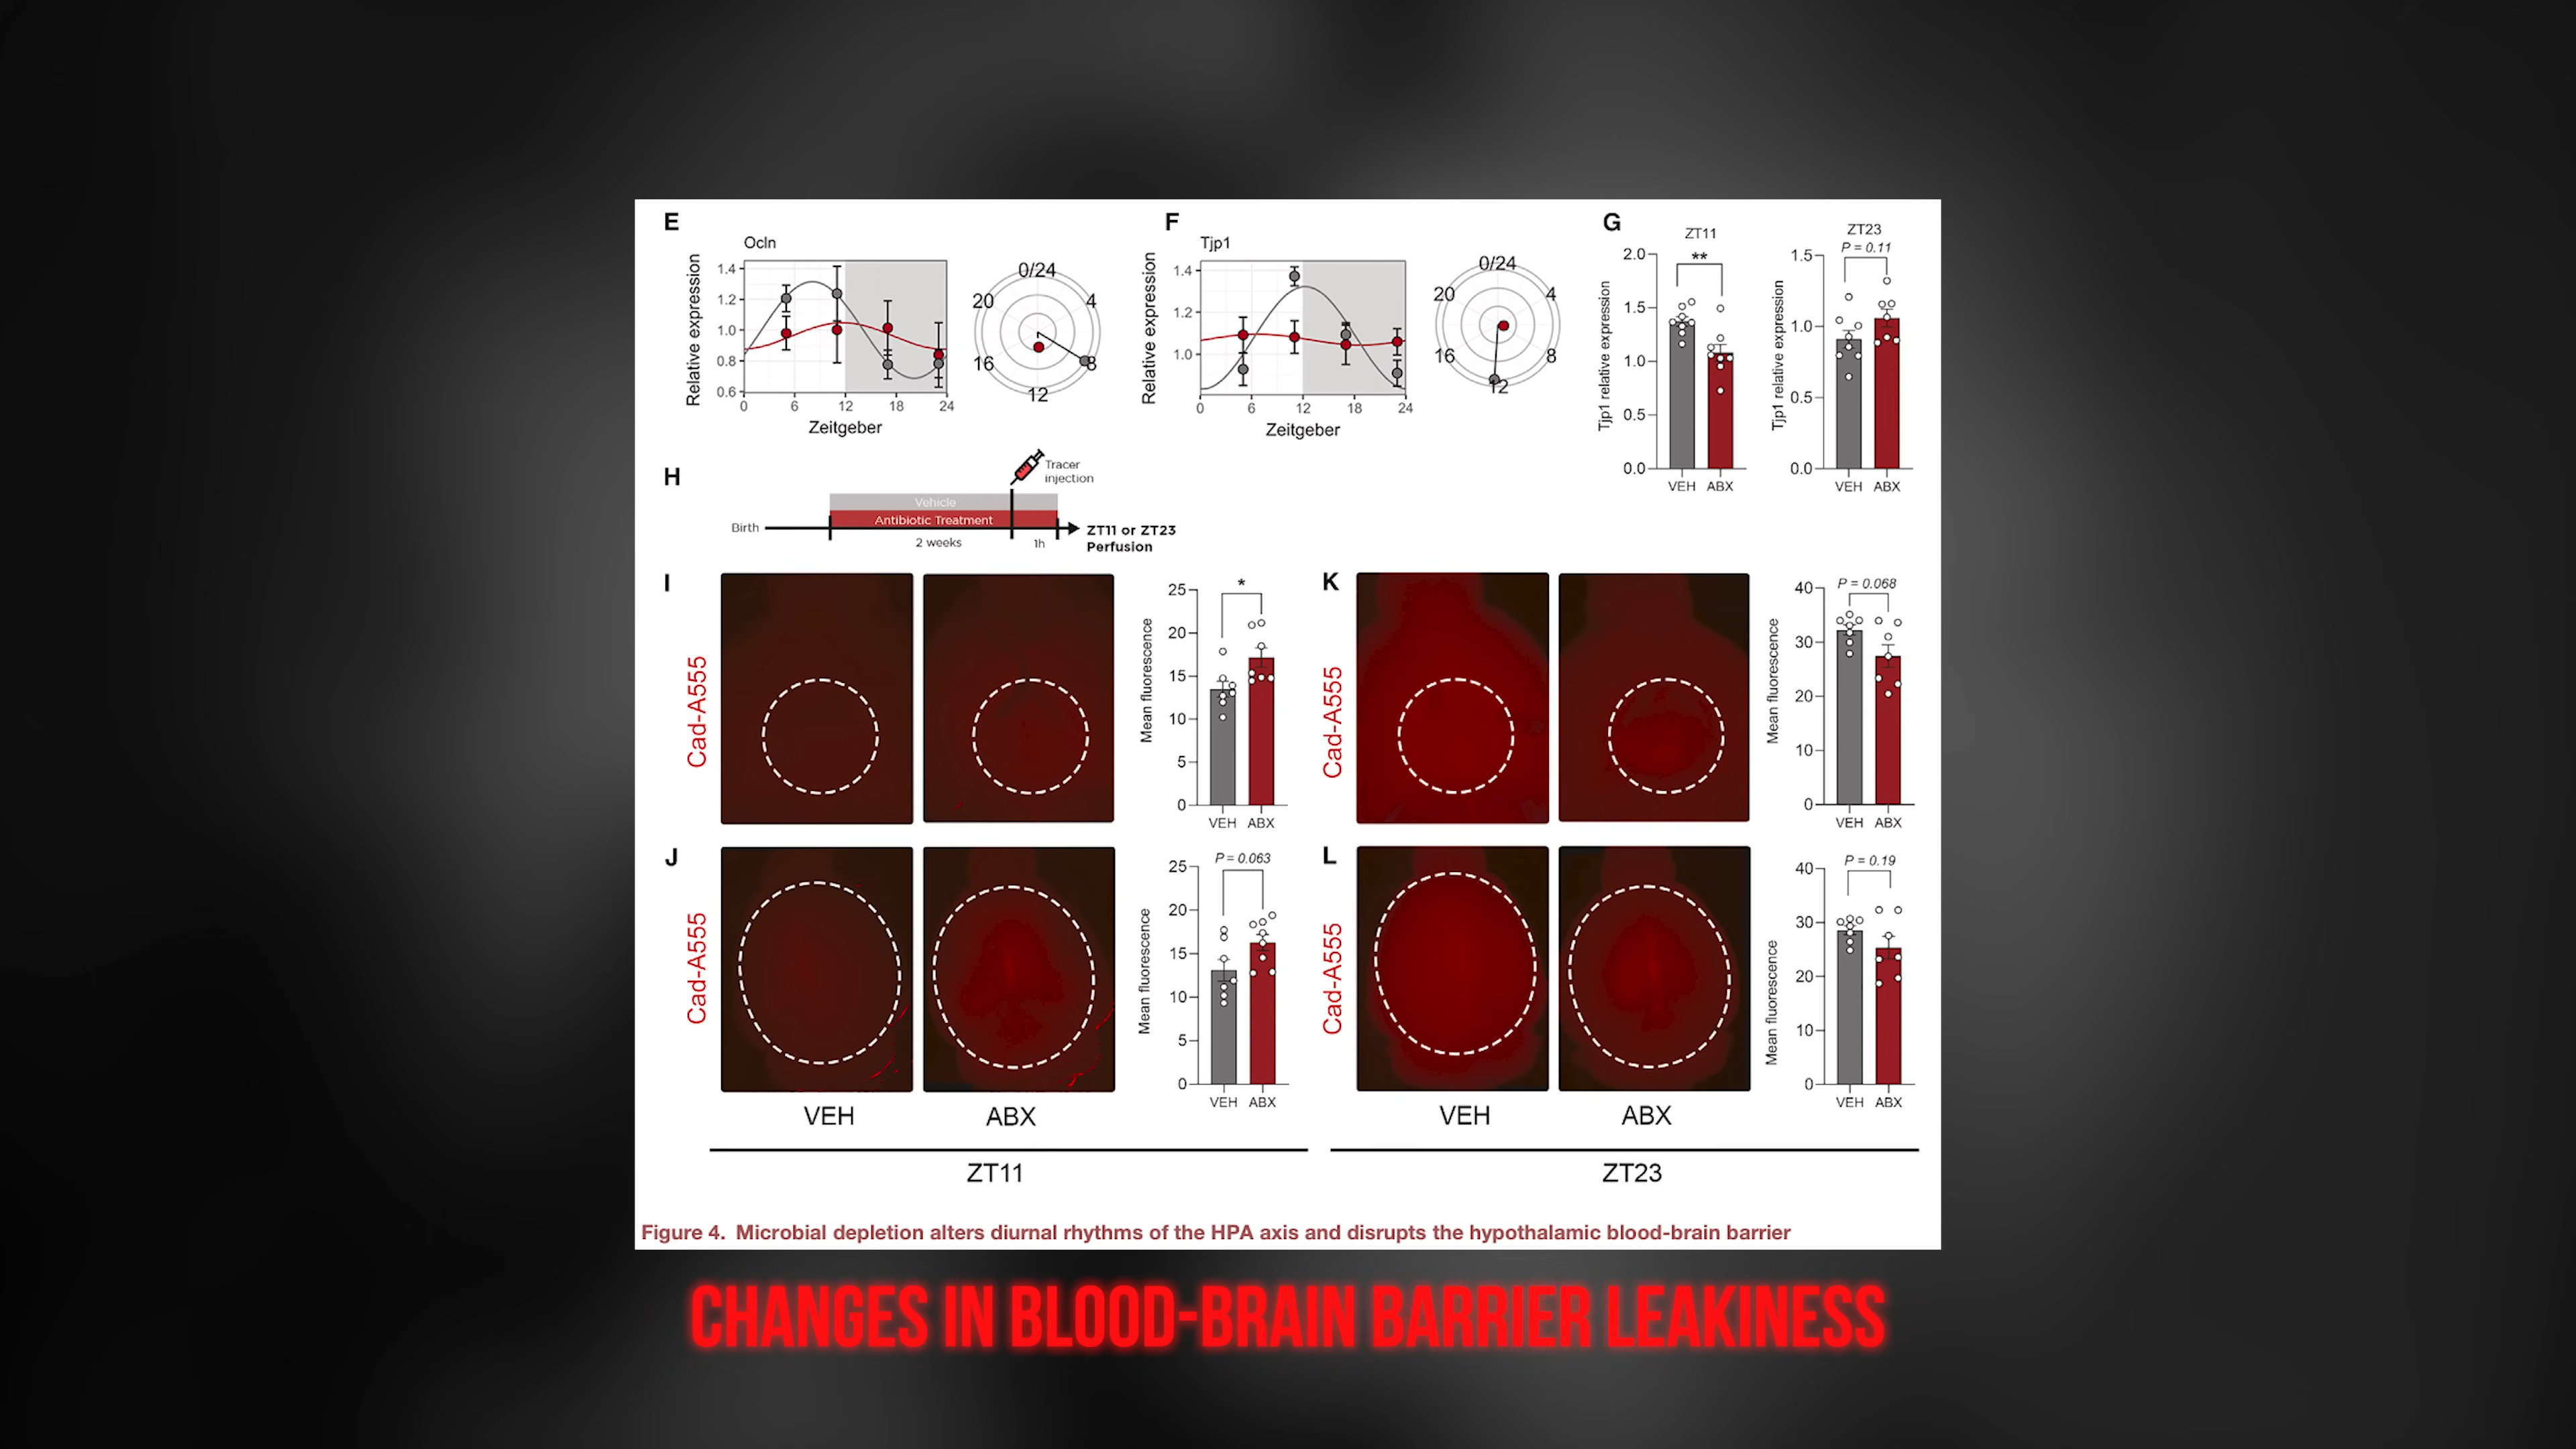 E
Ocln
Relative expression
1.4
1.2
1.0
0.8
0.6
0 6 12 18 24
Zeitgeber
0/24
4
8
12
16
20
F
Tjp1
Relative expression
1.4
1.2
1.0
0 6 12 18 24
Zeitgeber
0/24
4
8
12
16
20
G
ZT11
**
Tjp1 relative expression
2.0
1.5
1.0
0.5
0.0
VEH ABX
ZT23
P = 0.11
Tjp1 relative expression
1.5
1.0
0.5
0.0
VEH ABX
H
Tracer
injection
Vehicle
Antibiotic Treatment
Birth
2 weeks
1h
ZT11 or ZT23
Perfusion
I
Cad-A555
*
Mean fluorescence
25
20
15
10
5
0
VEH ABX
K
Cad-A555
P = 0.068
Mean fluorescence
40
30
20
10
0
VEH ABX
J
Cad-A555
P = 0.063
Mean fluorescence
25
20
15
10
5
0
VEH ABX
L
Cad-A555
P = 0.19
Mean fluorescence
40
30
20
10
0
VEH ABX
VEH ABX
ZT11
VEH ABX
ZT23
Figure 4. Microbial depletion alters diurnal rhythms of the HPA axis and disrupts the hypothalamic blood-brain barrier
CHANGES IN BLOOD-BRAIN BARRIER LEAKINESS